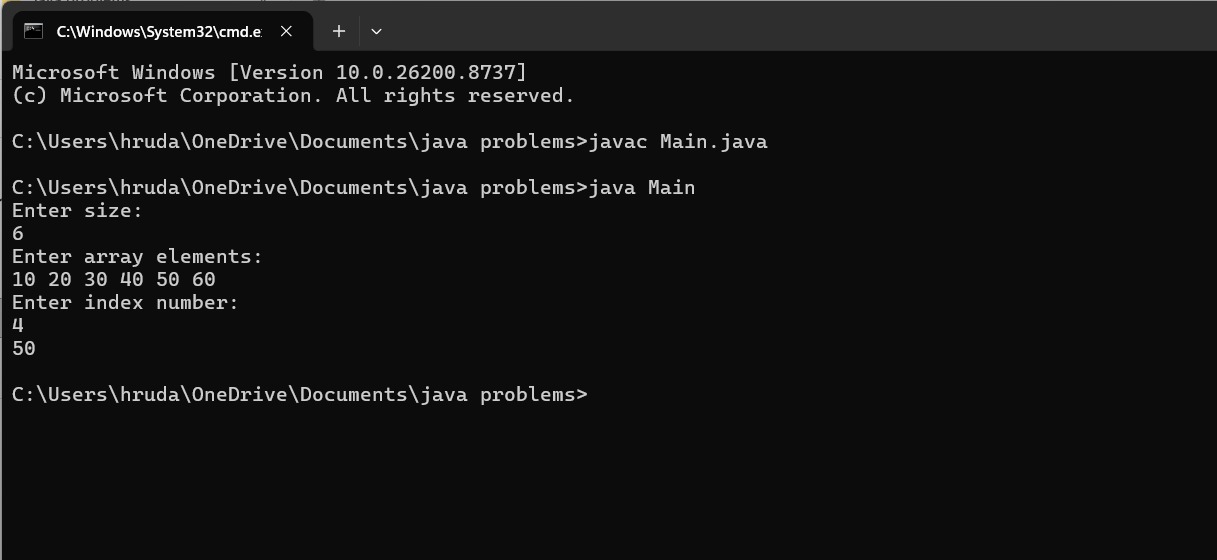 C:\Windows\System32\cmd.e
Microsoft Windows [Version 10.0.26200.8737]
(c) Microsoft Corporation. All rights reserved.
C:\Users\hruda\OneDrive\Documents\java problems>javac Main.java
C:\Users\hruda\OneDrive\Documents\java problems>java Main
Enter size:
6
Enter array elements:
10 20 30 40 50 60
Enter index number:
4
50
C:\Users\hruda\OneDrive\Documents\java problems>